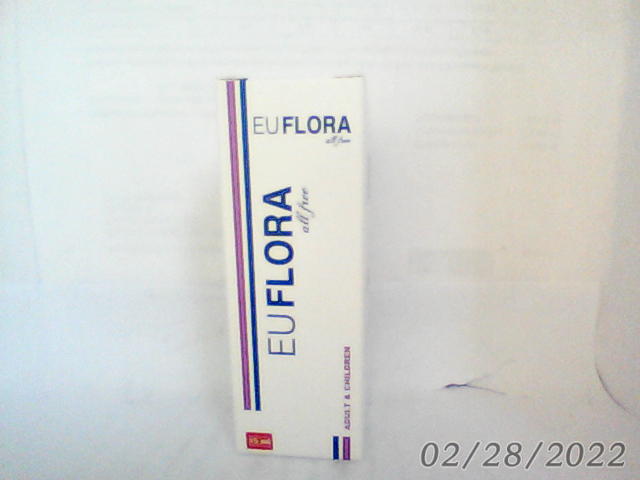 EUFLORA
all free
EUFLORA
all free
ADULT & CHILDREN
02/28/2022